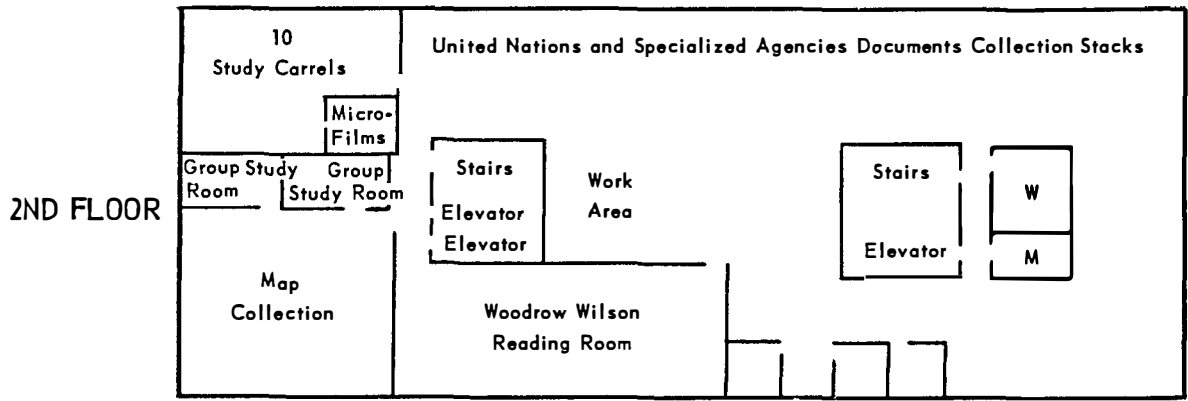 10
Study Carrels
United Nations and Specialized Agencies Documents Collection Stacks
Micro-
Films
Group Study
Room
Group
Study Room
2ND FLOOR
Stairs
Elevator
Elevator
Work
Area
Stairs
Elevator
W
M
Map
Collection
Woodrow Wilson
Reading Room